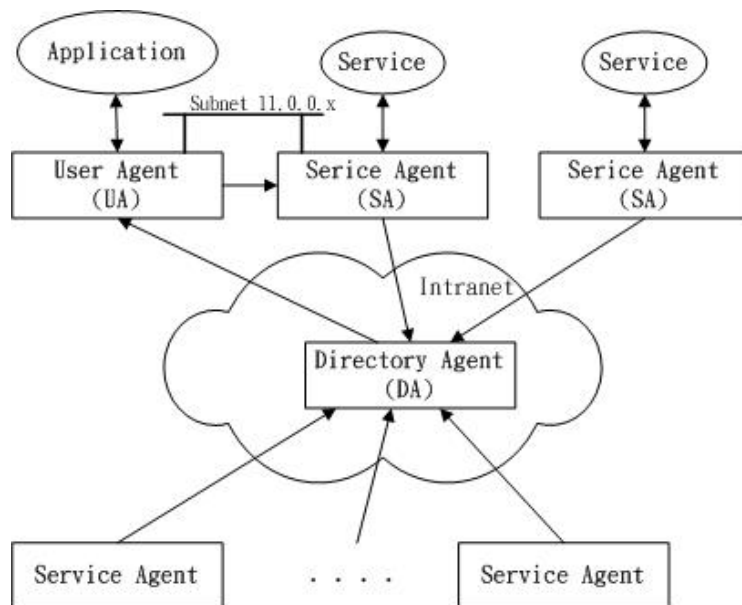 Application
Service
Service
Subnet 11.0.0.x
User Agent
(UA)
Serice Agent
(SA)
Serice Agent
(SA)
Intranet
Directory Agent
(DA)
Service Agent
. . . .
Service Agent